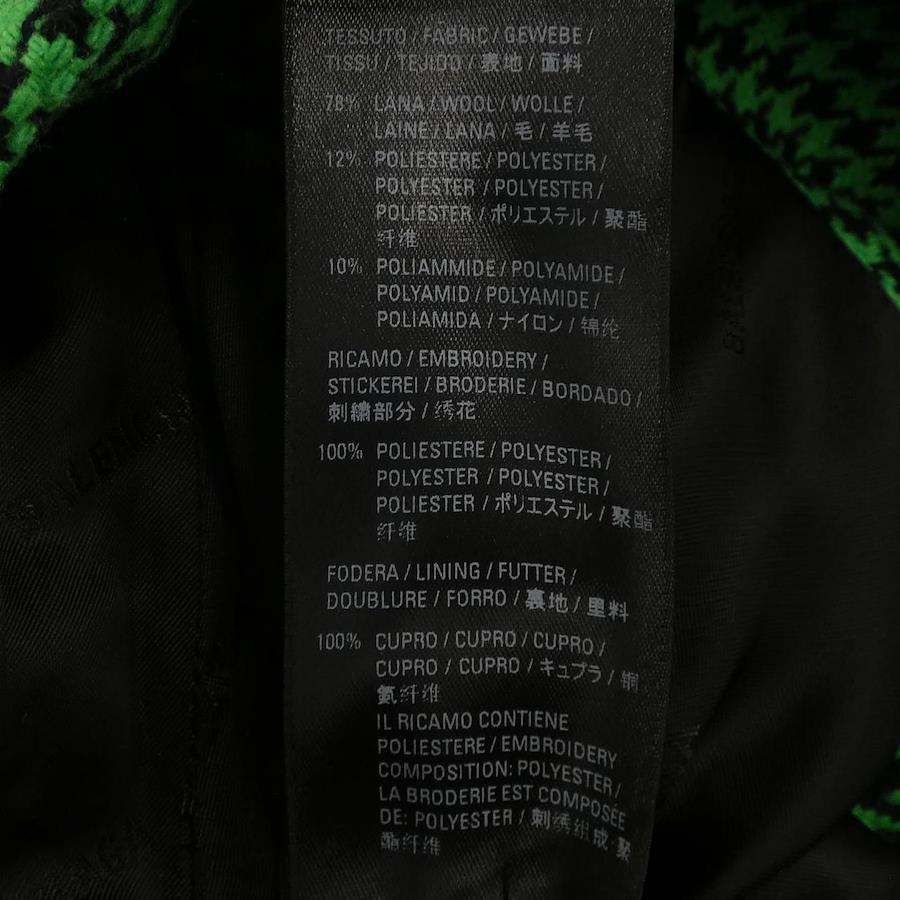 TESSUTO / FABRIC / GEWEBE /
TISSU / TEJIDO / 表地 / 面料
78% LANA / WOOL / WOLLE /
LAINE / LANA / 毛 / 羊毛
12% POLIESTERE / POLYESTER /
POLYESTER / POLYESTER /
POLIESTER / ポリエステル / 聚酯
纤维
10% POLIAMMIDE / POLYAMIDE /
POLYAMID / POLYAMIDE /
POLIAMIDA / ナイロン / 锦纶
RICAMO / EMBROIDERY /
STICKEREI / BRODERIE / BORDADO /
刺繍部分 / 绣花
100% POLIESTERE / POLYESTER /
POLYESTER / POLYESTER /
POLIESTER / ポリエステル / 聚酯
纤维
FODERA / LINING / FUTTER /
DOUBLURE / FORRO / 裏地 / 里料
100% CUPRO / CUPRO / CUPRO /
CUPRO / CUPRO / キュプラ / 铜
氨纤维
IL RICAMO CONTIENE
POLIESTERE / EMBROIDERY
COMPOSITION: POLYESTER /
LA BRODERIE EST COMPOSÉE
DE: POLYESTER / 刺绣组成: 聚
酯纤维